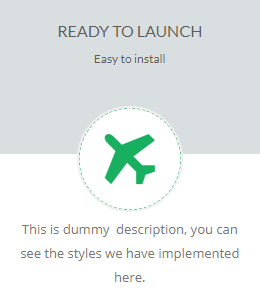 READY TO LAUNCH
Easy to install
This is dummy  description, you can
see the styles we have implemented
here.